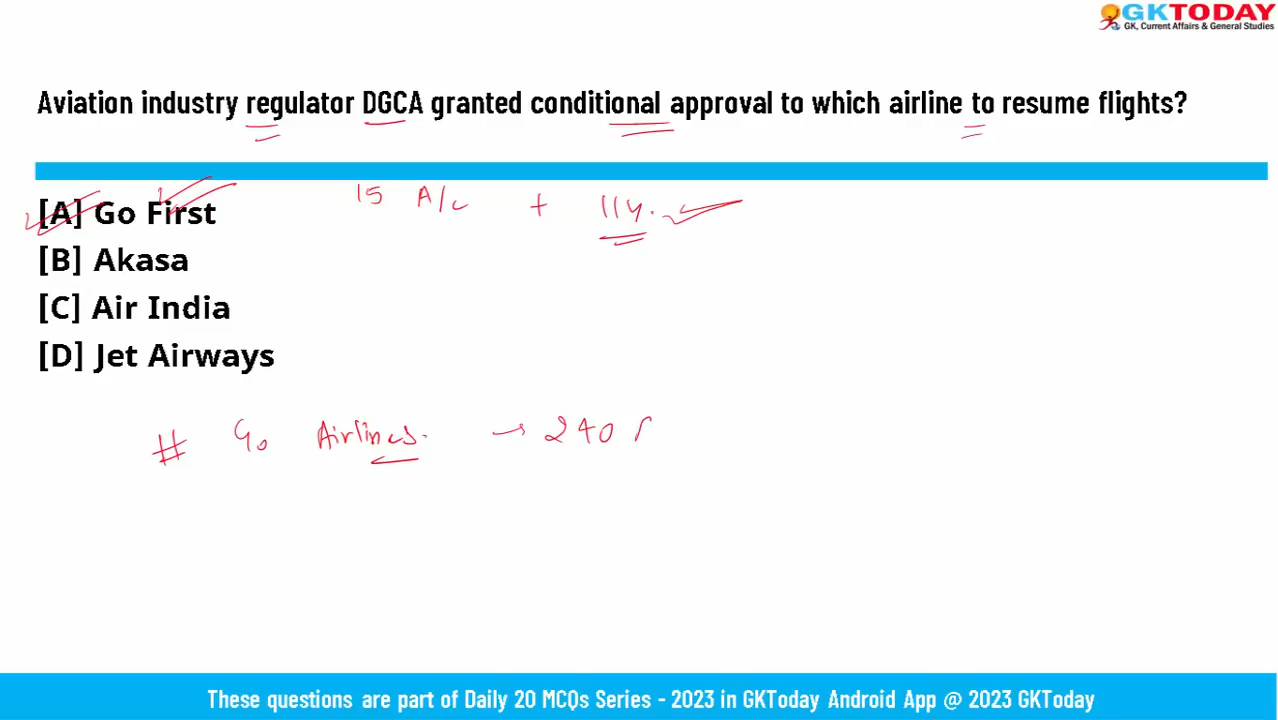 GKTODAY
GK, Current Affairs & General Studies
Aviation industry regulator DGCA granted conditional approval to which airline to resume flights?
[A] Go First
15 A/c + 114.
[B] Akasa
[C] Air India
[D] Jet Airways
# Go Airlines. → 240
These questions are part of Daily 20 MCQs Series - 2023 in GKToday Android App @ 2023 GKToday